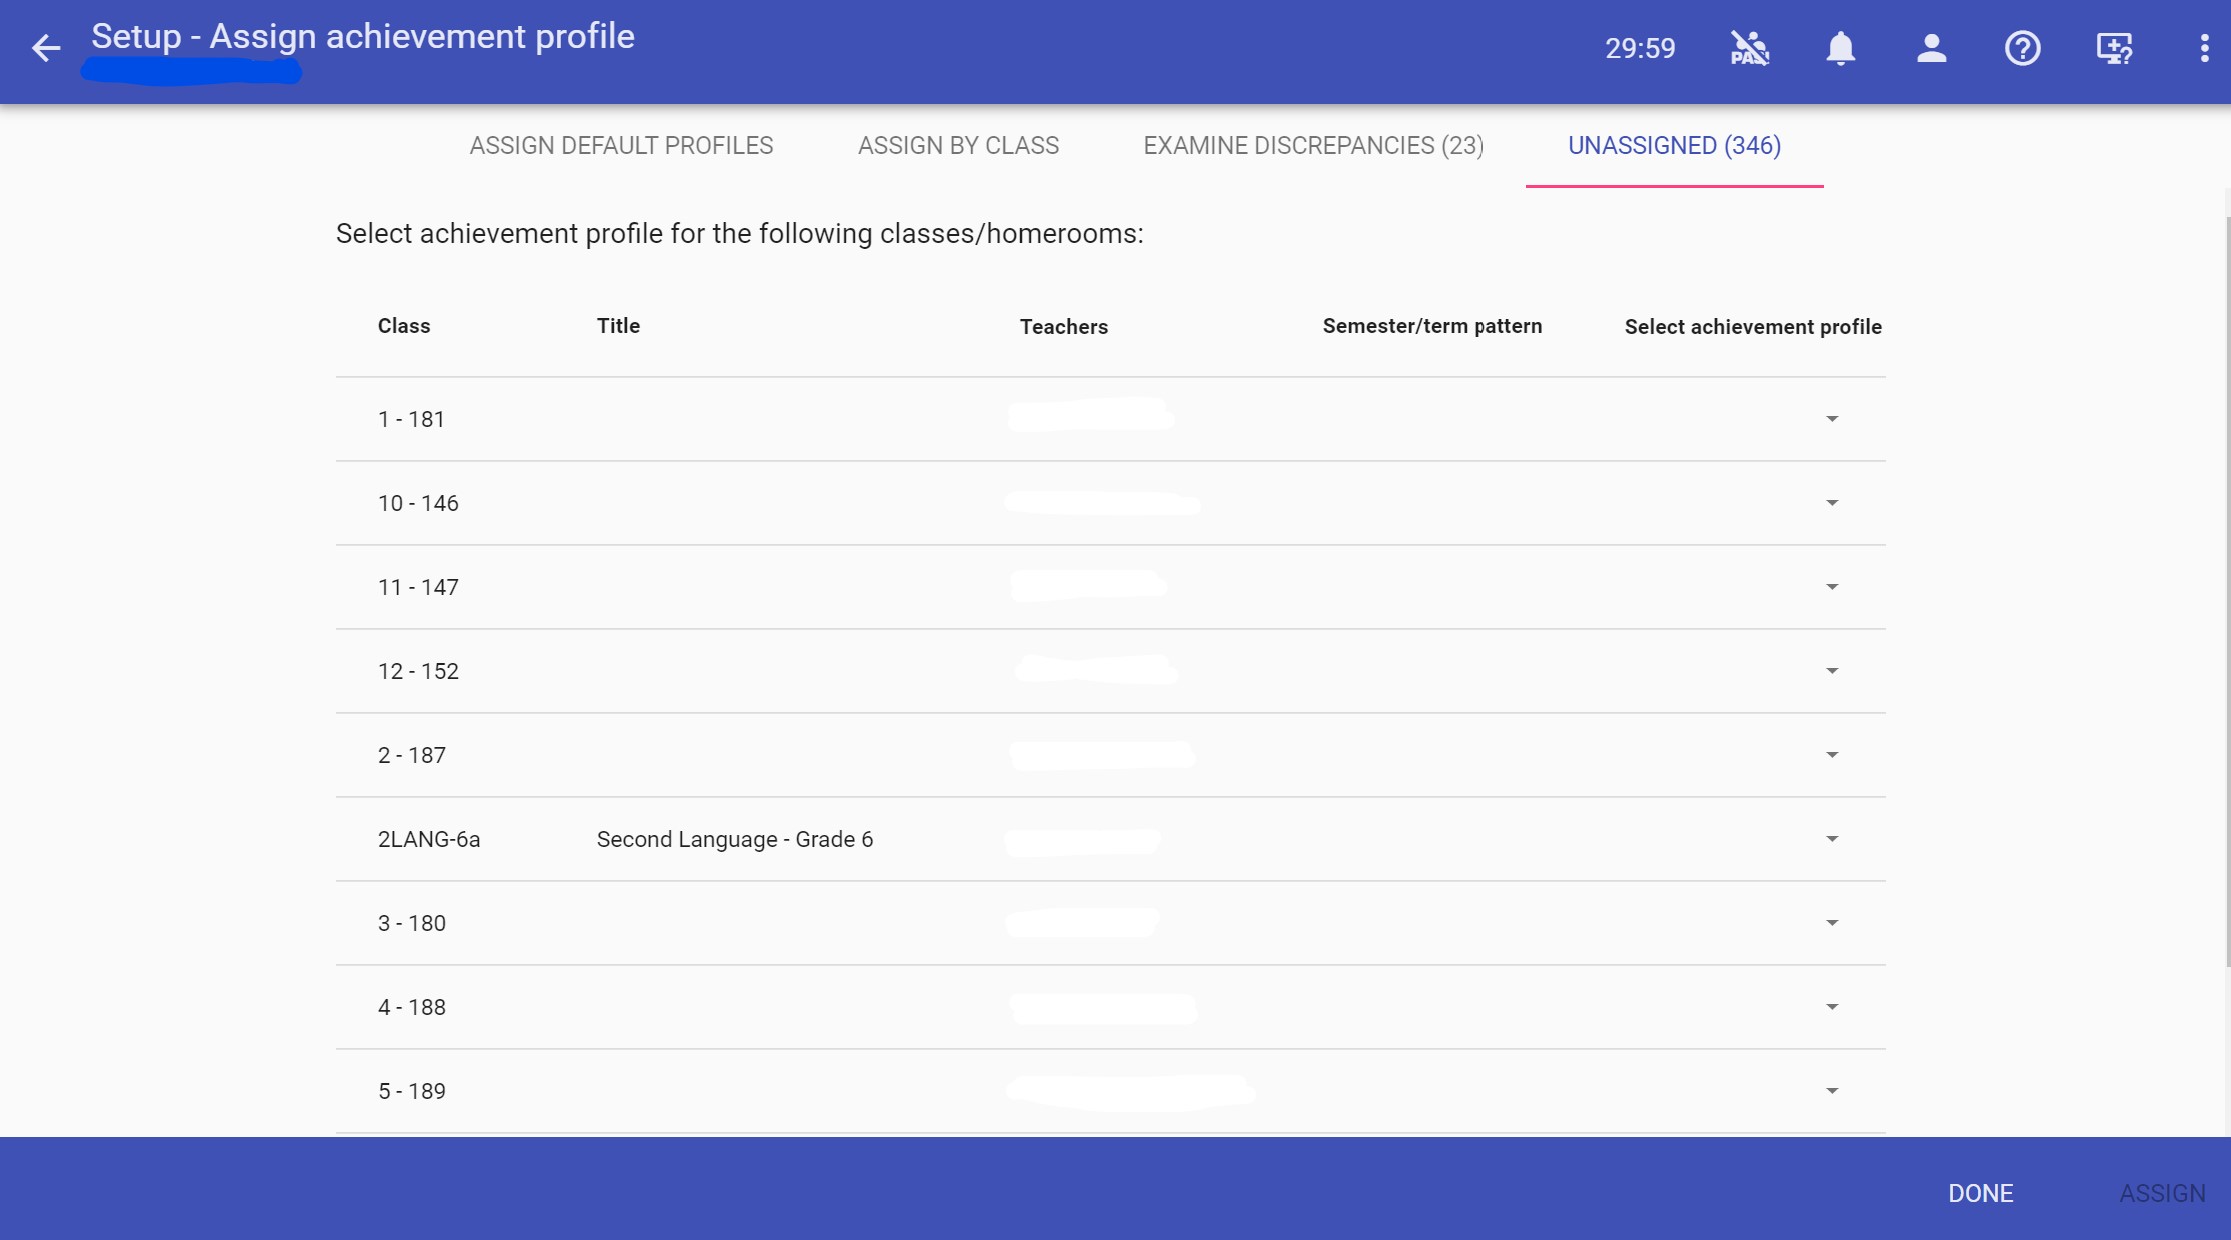 Setup - Assign achievement profile
29:59
ASSIGN DEFAULT PROFILES
ASSIGN BY CLASS
EXAMINE DISCREPANCIES (23)
UNASSIGNED (346)
Select achievement profile for the following classes/homerooms:
Class Title Teachers Semester/term pattern Select achievement profile
1 - 181
10 - 146
11 - 147
12 - 152
2 - 187
2LANG-6a Second Language - Grade 6
3 - 180
4 - 188
5 - 189
DONE ASSIGN